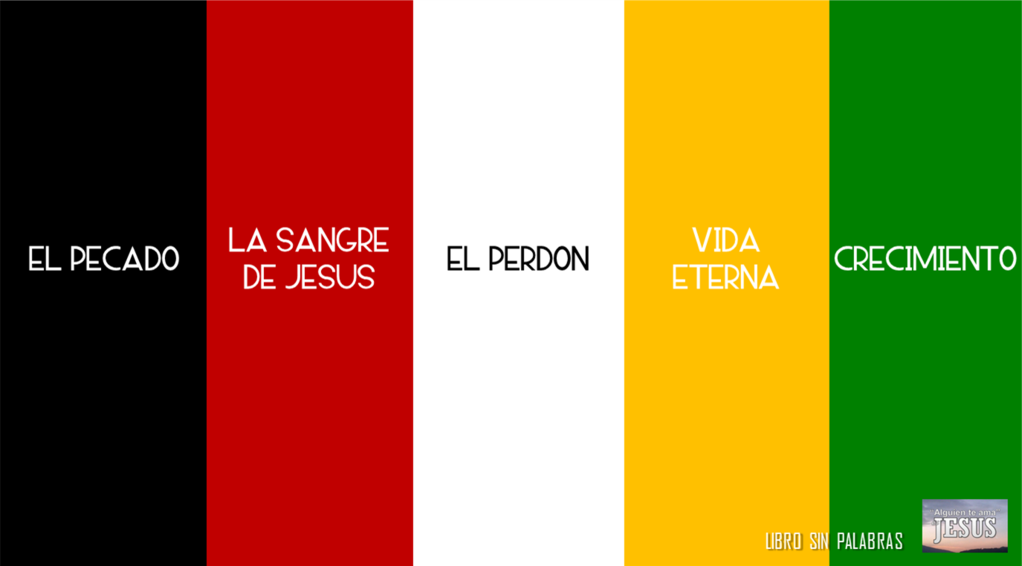 EL PECADO
LA SANGRE
DE JESUS
EL PERDON
VIDA
ETERNA
CRECIMIENTO
LIBRO SIN PALABRAS
Alguien te ama
JESUS